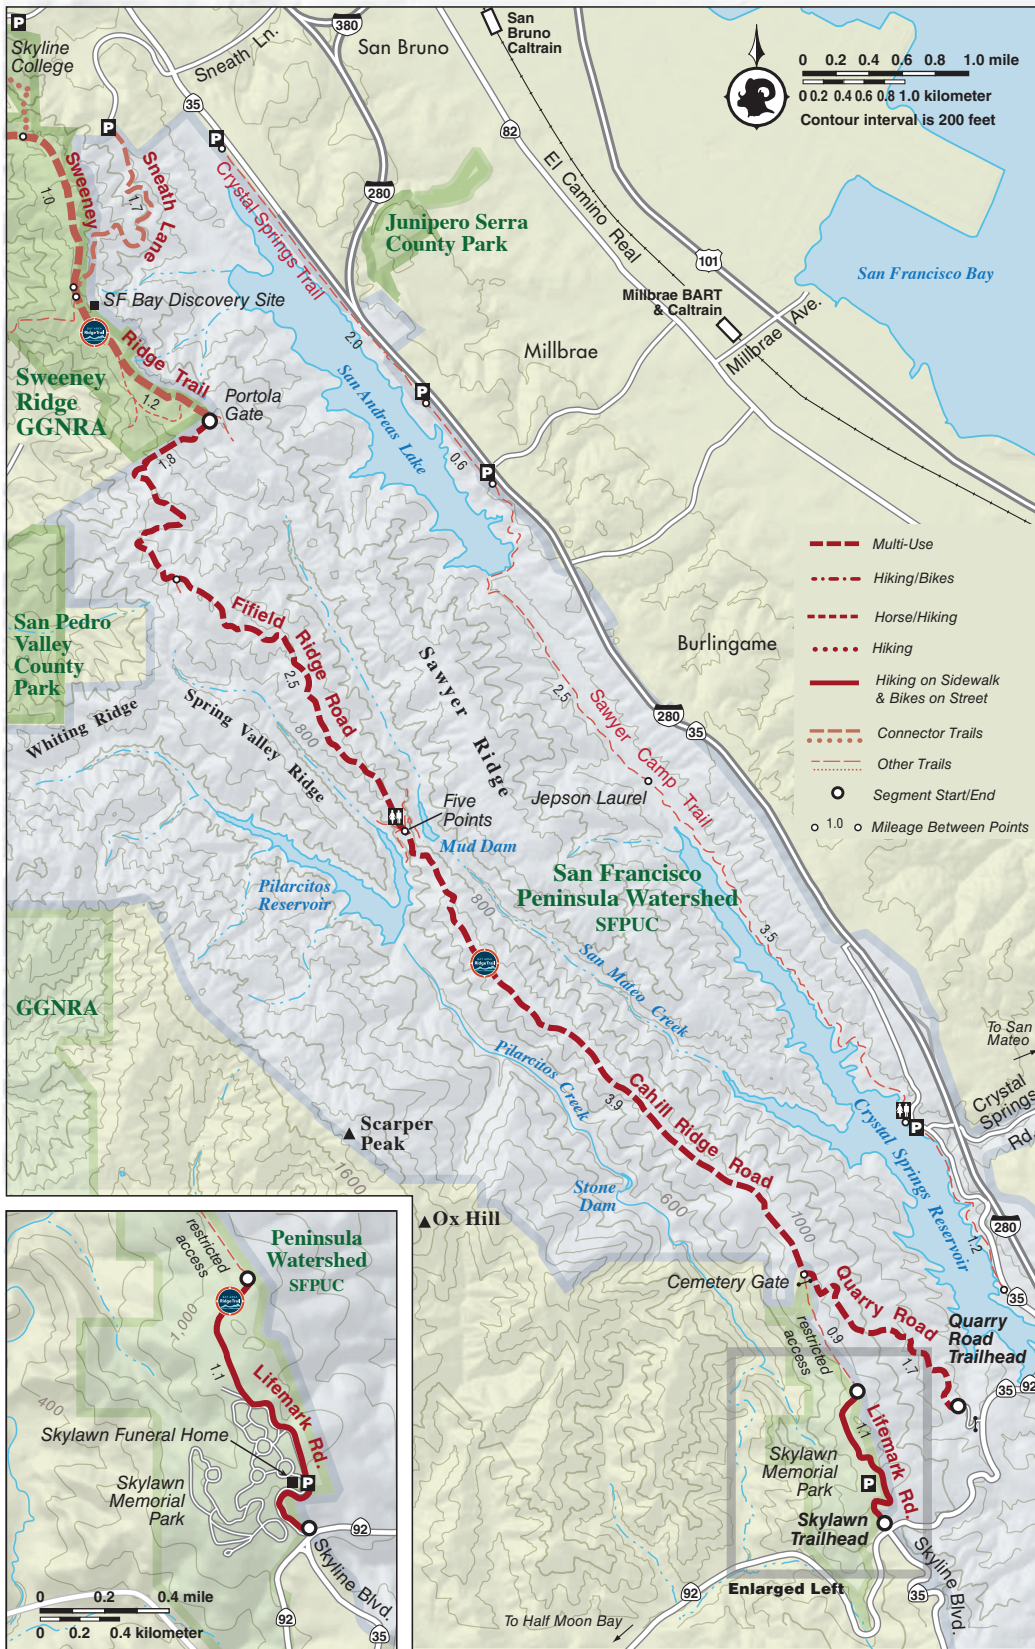 P
Skyline
College
Sneath Ln.
380
San Bruno
San
Bruno
Caltrain
0 0.2 0.4 0.6 0.8 1.0 mile
0 0.2 0.4 0.6 0.8 1.0 kilometer
Contour interval is 200 feet
35
P
P
82
El Camino Real
Sweeney
1.0
Sneath Lane
1.7
Crystal Springs Trail
280
Junipero Serra
County Park
101
San Francisco Bay
SF Bay Discovery Site
Millbrae BART
& Caltrain
Millbrae Ave.
Ridge Trail
1.2
2.0
Millbrae
Sweeney
Ridge
GGNRA
Portola
Gate
San Andreas Lake
P
1.8
0.6
P
Multi-Use
Hiking/Bikes
Horse/Hiking
Hiking
Hiking on Sidewalk
& Bikes on Street
Connector Trails
Other Trails
Segment Start/End
1.0 Mileage Between Points
San Pedro
Valley
County
Park
Fifield Ridge Road
2.5
Sawyer Ridge
Burlingame
2.5
280
35
Whiting Ridge
Spring Valley Ridge
800
Sawyer Camp Trail
Jepson Laurel
Five
Points
Mud Dam
San Francisco
Peninsula Watershed
SFPUC
Pilarcitos
Reservoir
800
3.5
San Mateo Creek
GGNRA
To San
Mateo
Pilarcitos Creek
Cahill Ridge Road
3.9
Crystal
Springs
Rd.
P
Crystal Springs Reservoir
Scarper
Peak
1600
Stone
Dam
600
1000
Ox Hill
280
1.2
Cemetery Gate
35
Quarry Road
Quarry
Road
Trailhead
restricted
access
0.9
1.7
35
92
Lifemark Rd.
1.1
Skylawn
Memorial
Park
P
Skylawn
Trailhead
Enlarged Left
92
35
Skyline Blvd.
To Half Moon Bay
restricted
access
Peninsula
Watershed
SFPUC
1,000
1.1
Lifemark Rd.
400
Skylawn Funeral Home
P
Skylawn
Memorial
Park
92
Skyline Blvd.
0 0.2 0.4 mile
0 0.2 0.4 kilometer
92
35